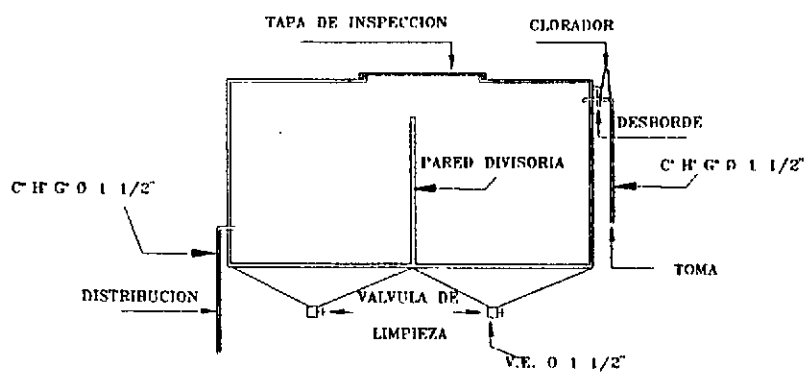 TAPA DE INSPECCION
CLORADOR
DESBORDE
PARED DIVISORIA
C° H° G° O 1 1/2"
C° H° G° O 1 1/2"
TOMA
DISTRIBUCION
VALVULA DE
LIMPIEZA
V.E. O 1 1/2"